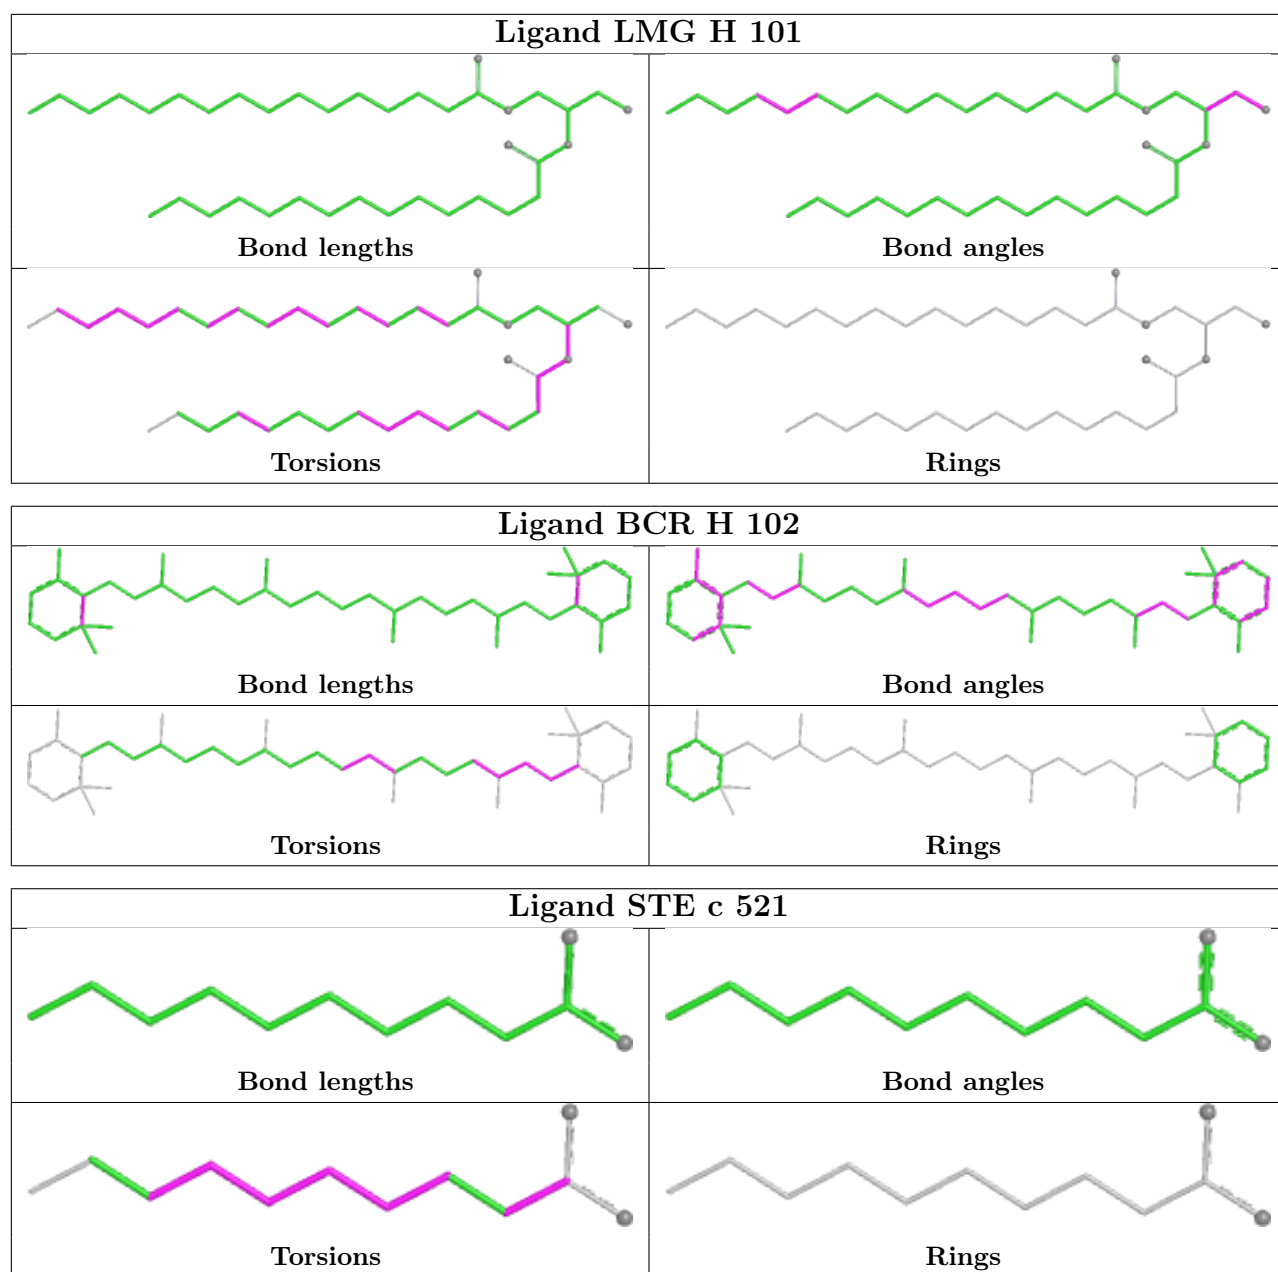 Ligand LMG H 101
Bond lengths
Bond angles
Torsions
Rings
Ligand BCR H 102
Bond lengths
Bond angles
Torsions
Rings
Ligand STE c 521
Bond lengths
Bond angles
Torsions
Rings